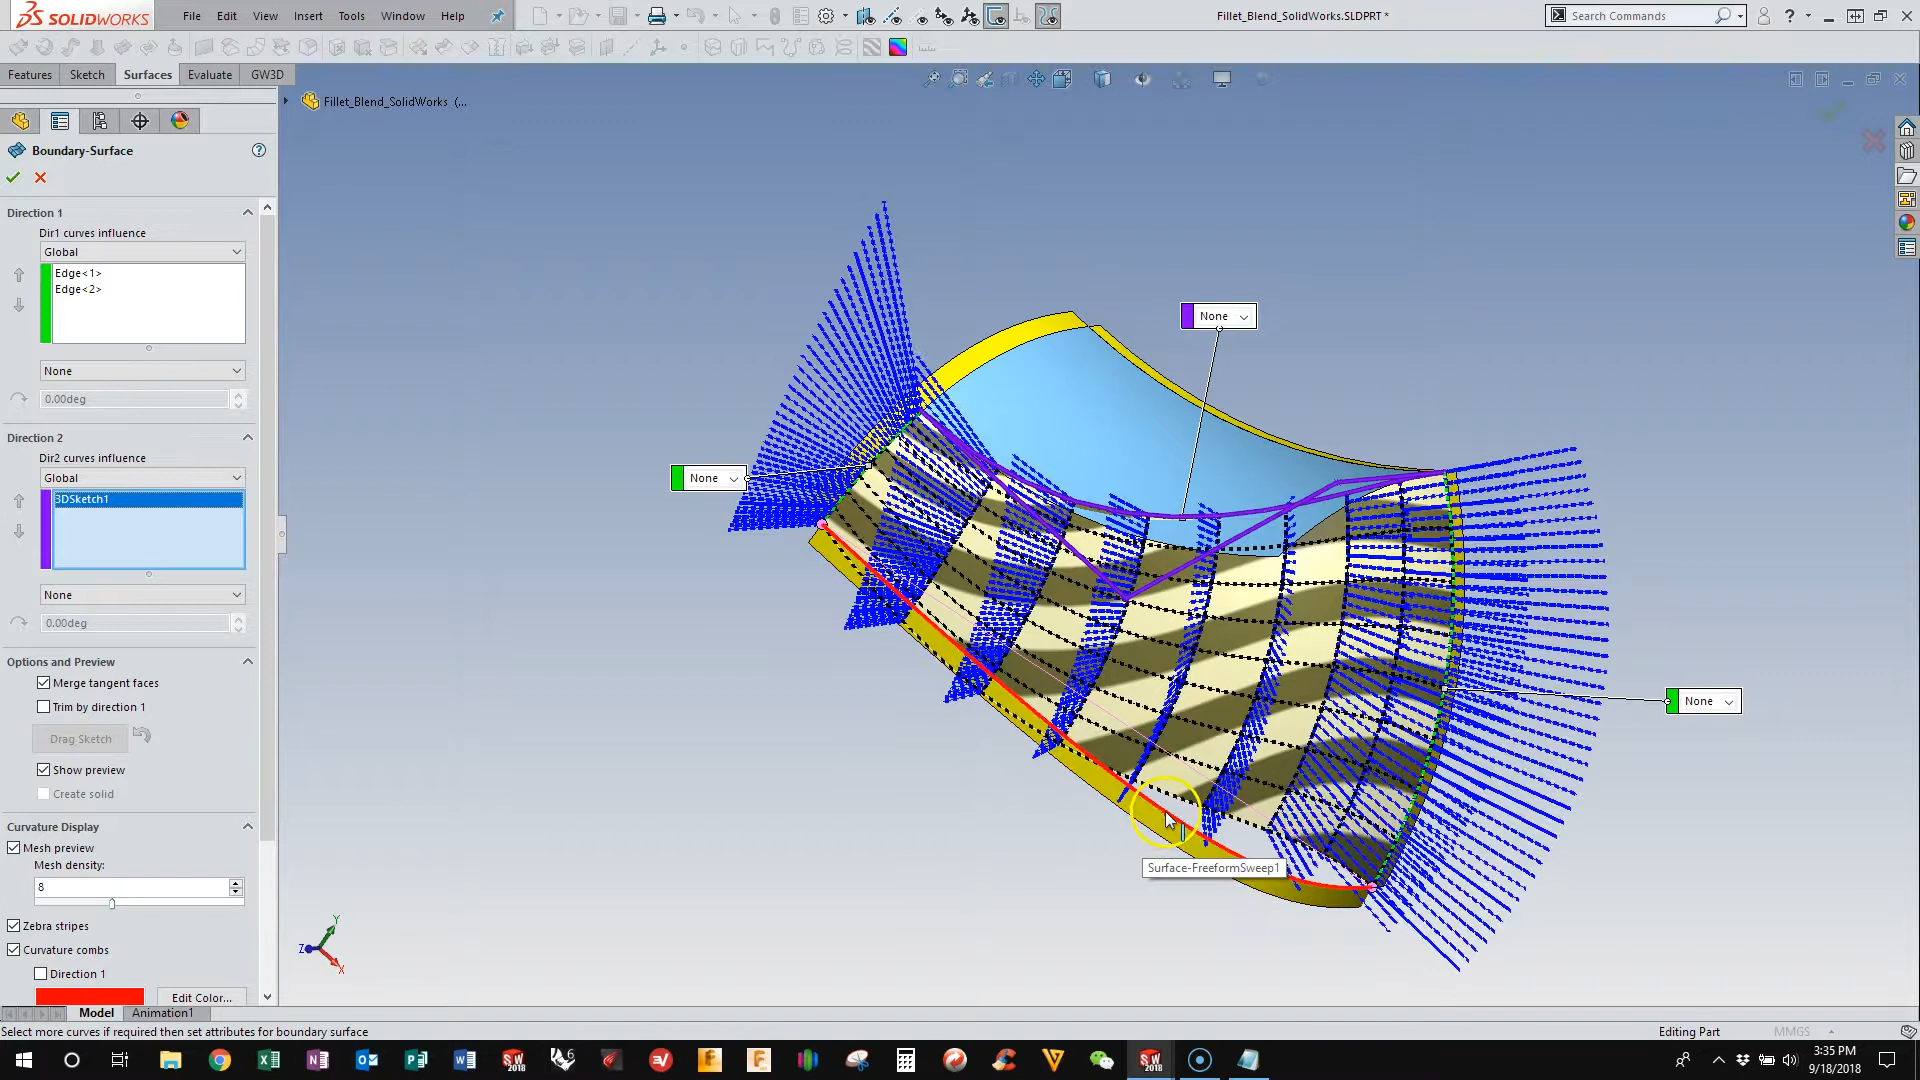 SOLIDWORKS
File Edit View Insert Tools Window Help
Fillet_Blend_SolidWorks.SLDPRT *
Search Commands
Features Sketch Surfaces Evaluate GW3D
Fillet_Blend_SolidWorks (...
Boundary-Surface
Direction 1
Dir1 curves influence
Global
Edge<1>
Edge<2>
None
0.00deg
Direction 2
Dir2 curves influence
Global
3DSketch1
None
0.00deg
Options and Preview
Merge tangent faces
Trim by direction 1
Drag Sketch
Show preview
Create solid
Curvature Display
Mesh preview
Mesh density:
8
Zebra stripes
Curvature combs
Direction 1
Edit Color...
None
None
None
Surface-FreeformSweep1
Y
Z
X
Model Animation1
Select more curves if required then set attributes for boundary surface
Editing Part
MMGS
3:35 PM
9/18/2018